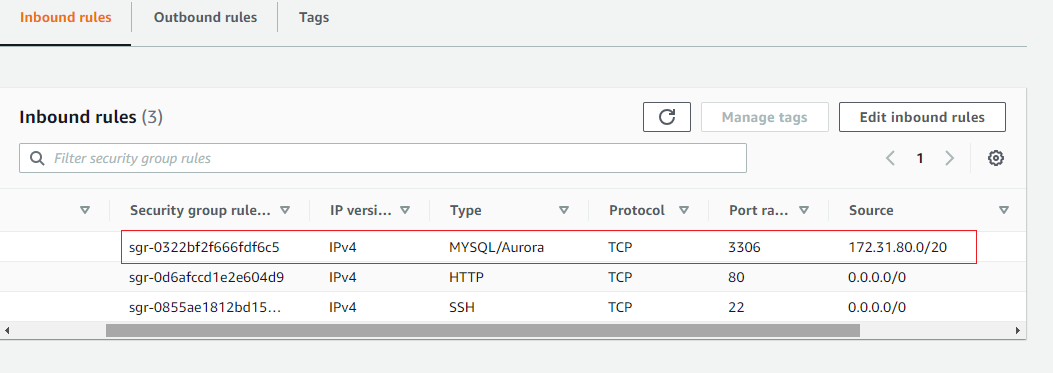 Inbound rules Outbound rules Tags
Inbound rules (3) Manage tags Edit inbound rules
Filter security group rules 1
Security group rule... IP versi... Type Protocol Port ra... Source
sgr-0322bf2f666fdf6c5 IPv4 MYSQL/Aurora TCP 3306 172.31.80.0/20
sgr-0d6afccd1e2e604d9 IPv4 HTTP TCP 80 0.0.0.0/0
sgr-0855ae1812bd15... IPv4 SSH TCP 22 0.0.0.0/0